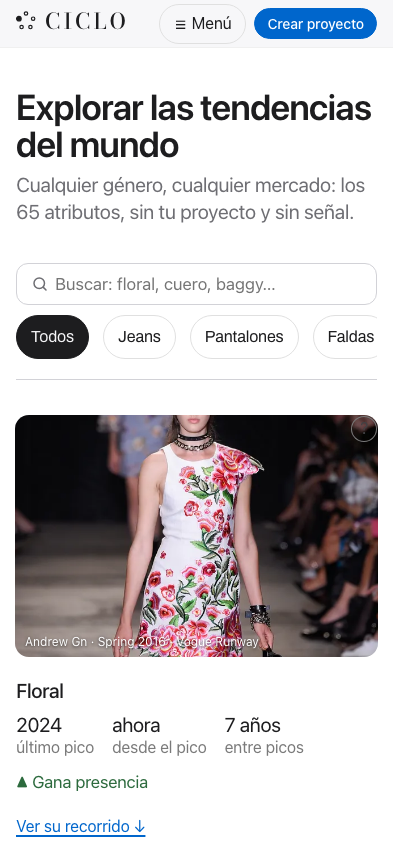 CICLO
≡ Menú
Crear proyecto
Explorar las tendencias
del mundo
Cualquier género, cualquier mercado: los
65 atributos, sin tu proyecto y sin señal.
Buscar: floral, cuero, baggy...
Todos
Jeans
Pantalones
Faldas
Andrew Gn · Spring 2016 · Vogue Runway
Floral
2024
ahora
7 años
último pico
desde el pico
entre picos
▲ Gana presencia
Ver su recorrido ↓